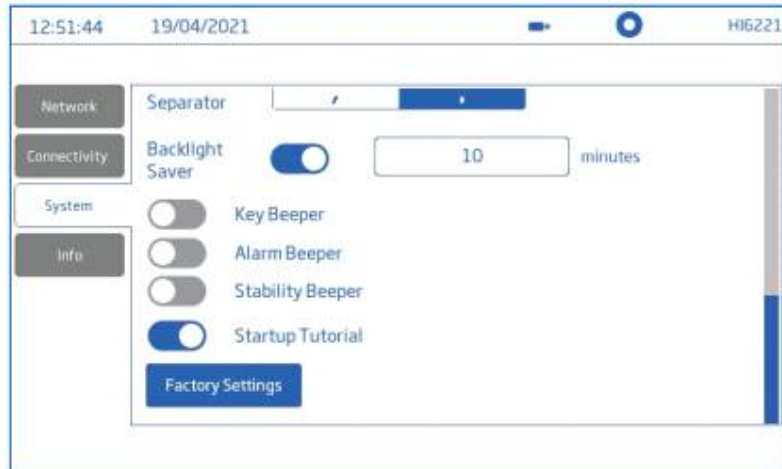 12:51:44 19/04/2021 HI6221
Network
Separator
Connectivity
Backlight Saver 10 minutes
System
Key Beeper
Info
Alarm Beeper
Stability Beeper
Startup Tutorial
Factory Settings